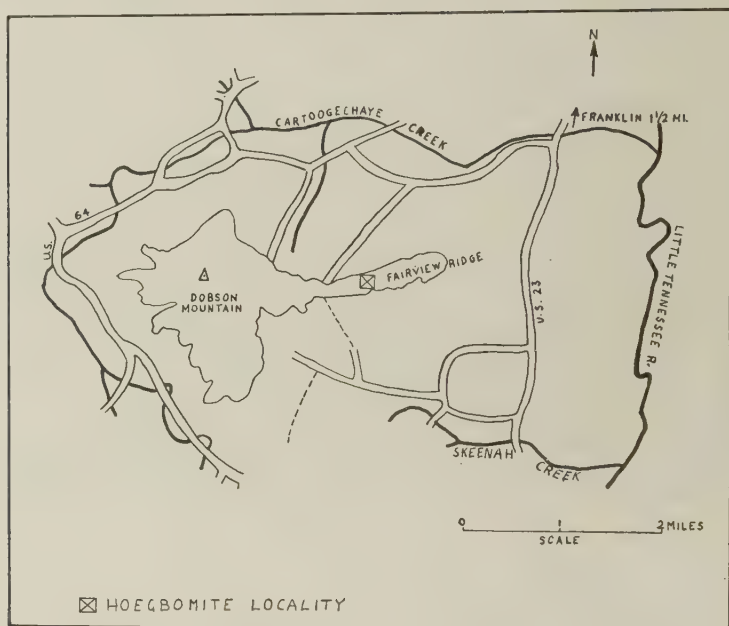 N
CARTOOGECHAYE CREEK
FRANKLIN 1 1/2 MI.
U.S. 64
DOBSON
MOUNTAIN
FAIRVIEW RIDGE
U.S. 23
LITTLE TENNESSEE R.
SKEENAH CREEK
0 1 2 MILES
SCALE
HOEGBOMITE LOCALITY